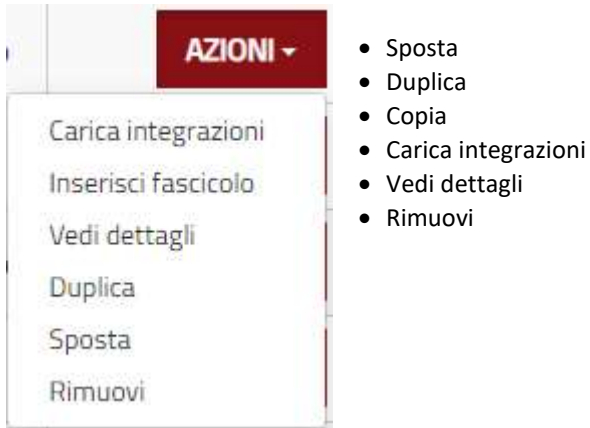 AZIONI
Carica integrazioni
Inserisci fascicolo
Vedi dettagli
Duplica
Sposta
Rimuovi
• Sposta
• Duplica
• Copia
• Carica integrazioni
• Vedi dettagli
• Rimuovi